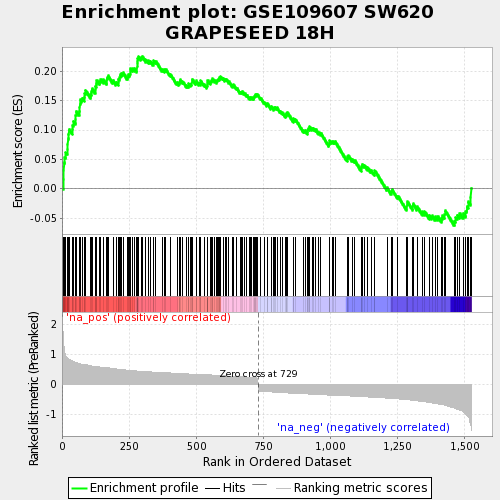 Enrichment plot: GSE109607 SW620
GRAPESEED 18H
Enrichment score (ES)
0.20
0.15
0.10
0.05
0.00
-0.05
'na_pos' (positively correlated)
Ranked list metric (PreRanked)
2
1
0
-1
Zero cross at 729
'na_neg' (negatively correlated)
0
250
500
750
1,000
1,250
1,500
Rank in Ordered Dataset
Enrichment profile
Hits
Ranking metric scores